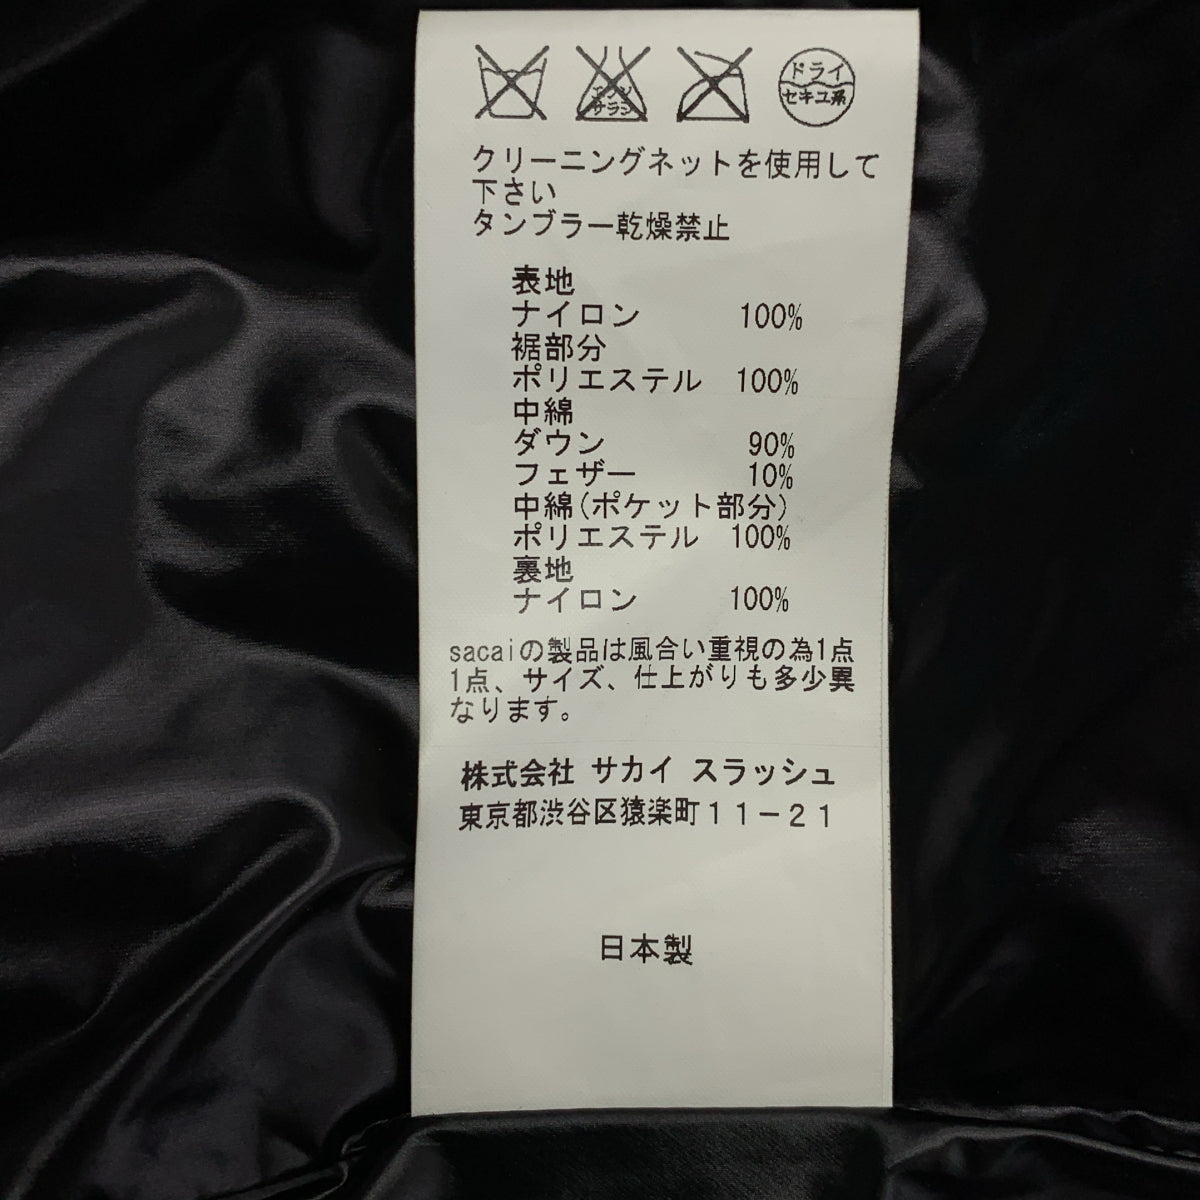 エンソ
サラシ
ドライ
セキユ系
クリーニングネットを使用して
下さい
タンブラー乾燥禁止
表地
ナイロン 100%
裾部分
ポリエステル 100%
中綿
ダウン 90%
フェザー 10%
中綿(ポケット部分)
ポリエステル 100%
裏地
ナイロン 100%
sacaiの製品は風合い重視の為1点
1点、サイズ、仕上がりも多少異
なります。
株式会社 サカイ スラッシュ
東京都渋谷区猿楽町11-21
日本製